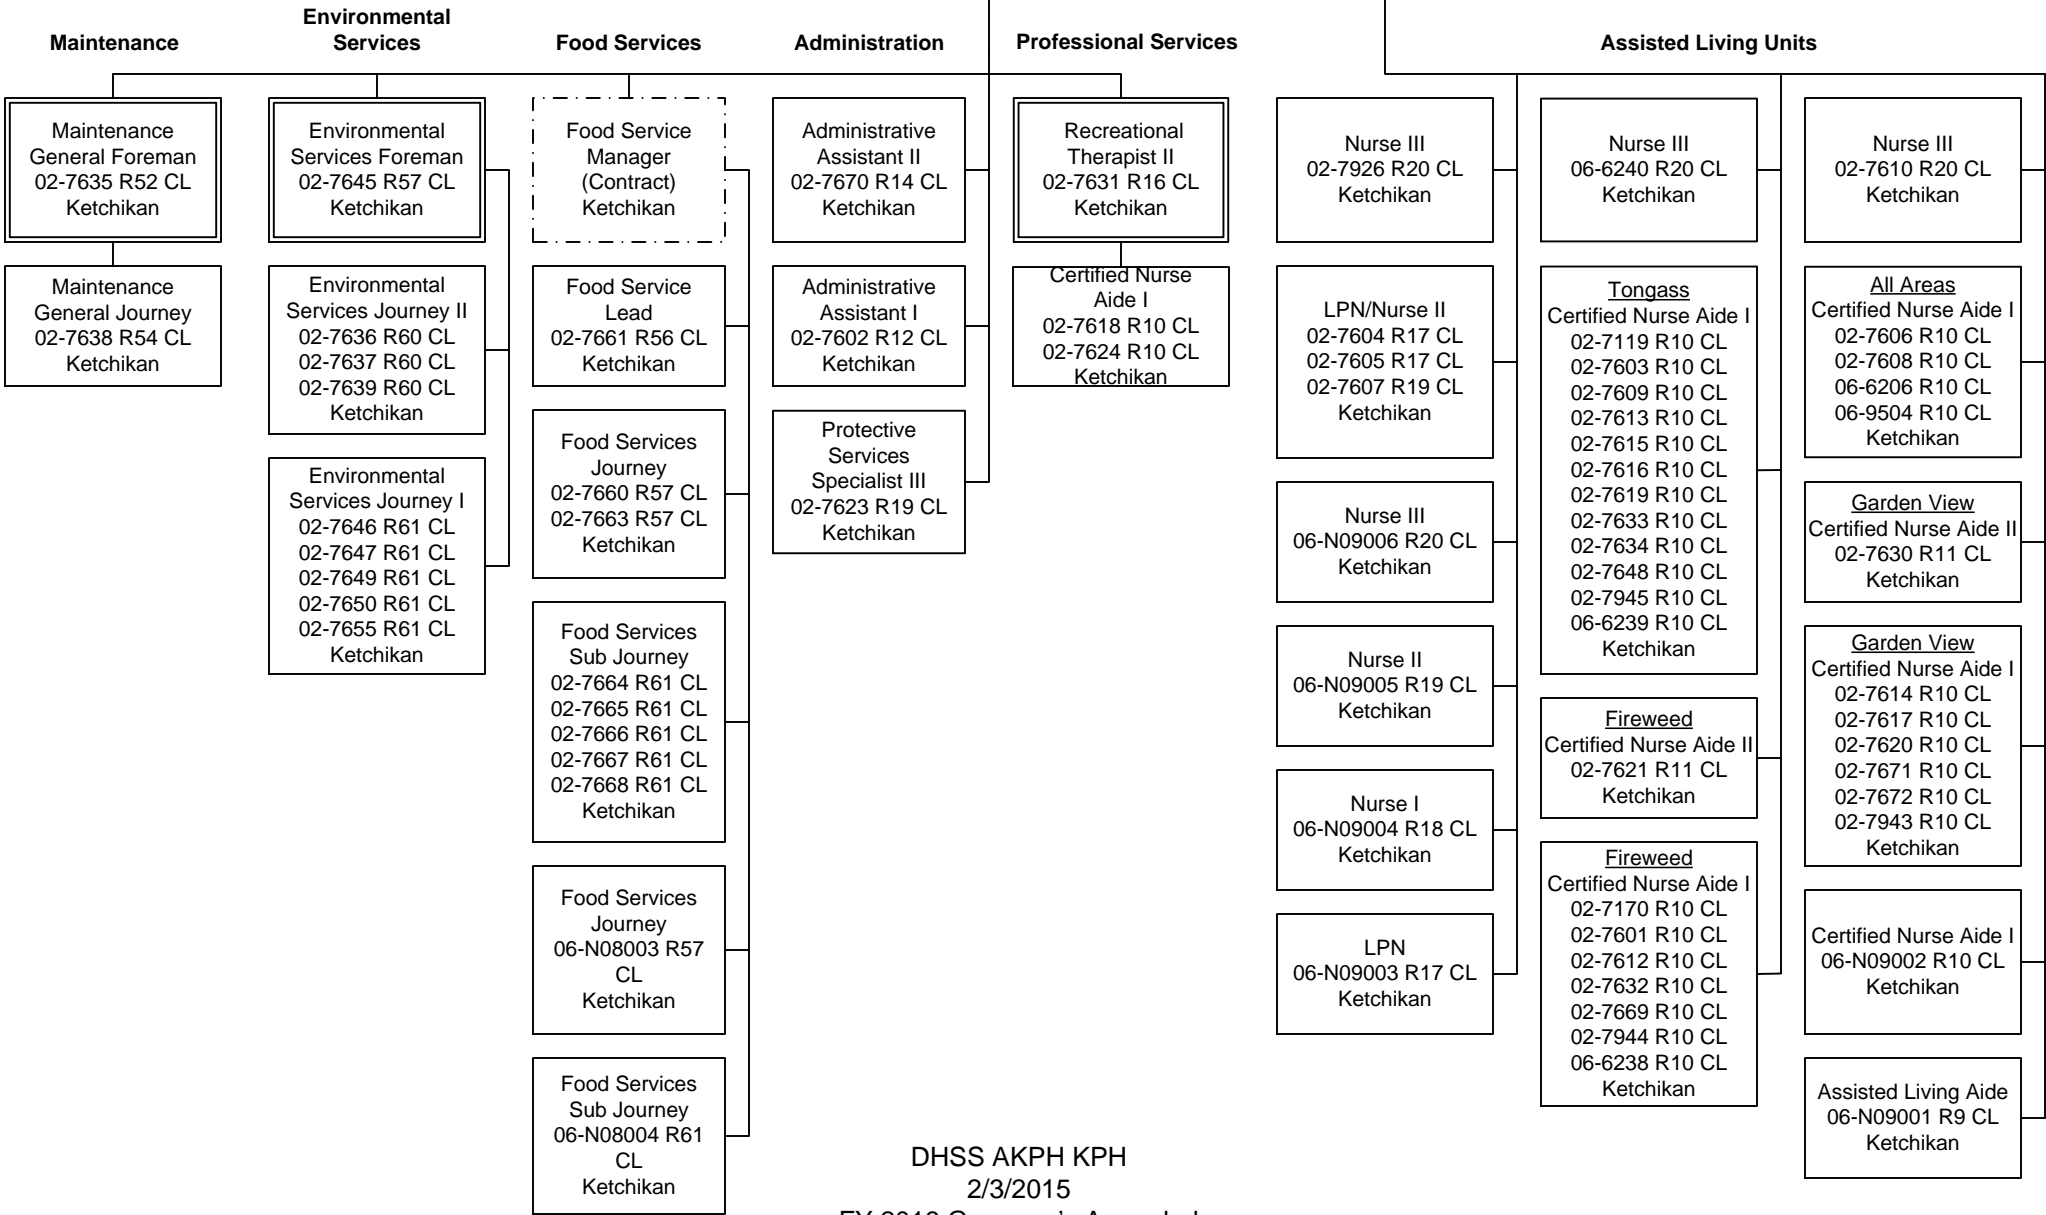 Maintenance
Environmental
Services
Food Services
Administration
Professional Services
Assisted Living Units
Maintenance
General Foreman
02-7635 R52 CL
Ketchikan
Maintenance
General Journey
02-7638 R54 CL
Ketchikan
Environmental
Services Foreman
02-7645 R57 CL
Ketchikan
Environmental
Services Journey II
02-7636 R60 CL
02-7637 R60 CL
02-7639 R60 CL
Ketchikan
Environmental
Services Journey I
02-7646 R61 CL
02-7647 R61 CL
02-7649 R61 CL
02-7650 R61 CL
02-7655 R61 CL
Ketchikan
Food Service
Manager
(Contract)
Ketchikan
Food Service
Lead
02-7661 R56 CL
Ketchikan
Food Services
Journey
02-7660 R57 CL
02-7663 R57 CL
Ketchikan
Food Services
Sub Journey
02-7664 R61 CL
02-7665 R61 CL
02-7666 R61 CL
02-7667 R61 CL
02-7668 R61 CL
Ketchikan
Food Services
Journey
06-N08003 R57
CL
Ketchikan
Food Services
Sub Journey
06-N08004 R61
CL
Ketchikan
Administrative
Assistant II
02-7670 R14 CL
Ketchikan
Administrative
Assistant I
02-7602 R12 CL
Ketchikan
Protective
Services
Specialist III
02-7623 R19 CL
Ketchikan
Recreational
Therapist II
02-7631 R16 CL
Ketchikan
Certified Nurse
Aide I
02-7618 R10 CL
02-7624 R10 CL
Ketchikan
Nurse III
02-7926 R20 CL
Ketchikan
LPN/Nurse II
02-7604 R17 CL
02-7605 R17 CL
02-7607 R19 CL
Ketchikan
Nurse III
06-N09006 R20 CL
Ketchikan
Nurse II
06-N09005 R19 CL
Ketchikan
Nurse I
06-N09004 R18 CL
Ketchikan
LPN
06-N09003 R17 CL
Ketchikan
Nurse III
06-6240 R20 CL
Ketchikan
Tongass
Certified Nurse Aide I
02-7119 R10 CL
02-7603 R10 CL
02-7609 R10 CL
02-7613 R10 CL
02-7615 R10 CL
02-7616 R10 CL
02-7619 R10 CL
02-7633 R10 CL
02-7634 R10 CL
02-7648 R10 CL
02-7945 R10 CL
06-6239 R10 CL
Ketchikan
Fireweed
Certified Nurse Aide II
02-7621 R11 CL
Ketchikan
Fireweed
Certified Nurse Aide I
02-7170 R10 CL
02-7601 R10 CL
02-7612 R10 CL
02-7632 R10 CL
02-7669 R10 CL
02-7944 R10 CL
06-6238 R10 CL
Ketchikan
Nurse III
02-7610 R20 CL
Ketchikan
All Areas
Certified Nurse Aide I
02-7606 R10 CL
02-7608 R10 CL
06-6206 R10 CL
06-9504 R10 CL
Ketchikan
Garden View
Certified Nurse Aide II
02-7630 R11 CL
Ketchikan
Garden View
Certified Nurse Aide I
02-7614 R10 CL
02-7617 R10 CL
02-7620 R10 CL
02-7671 R10 CL
02-7672 R10 CL
02-7943 R10 CL
Ketchikan
Certified Nurse Aide I
06-N09002 R10 CL
Ketchikan
Assisted Living Aide
06-N09001 R9 CL
Ketchikan
DHSS AKPH KPH
2/3/2015